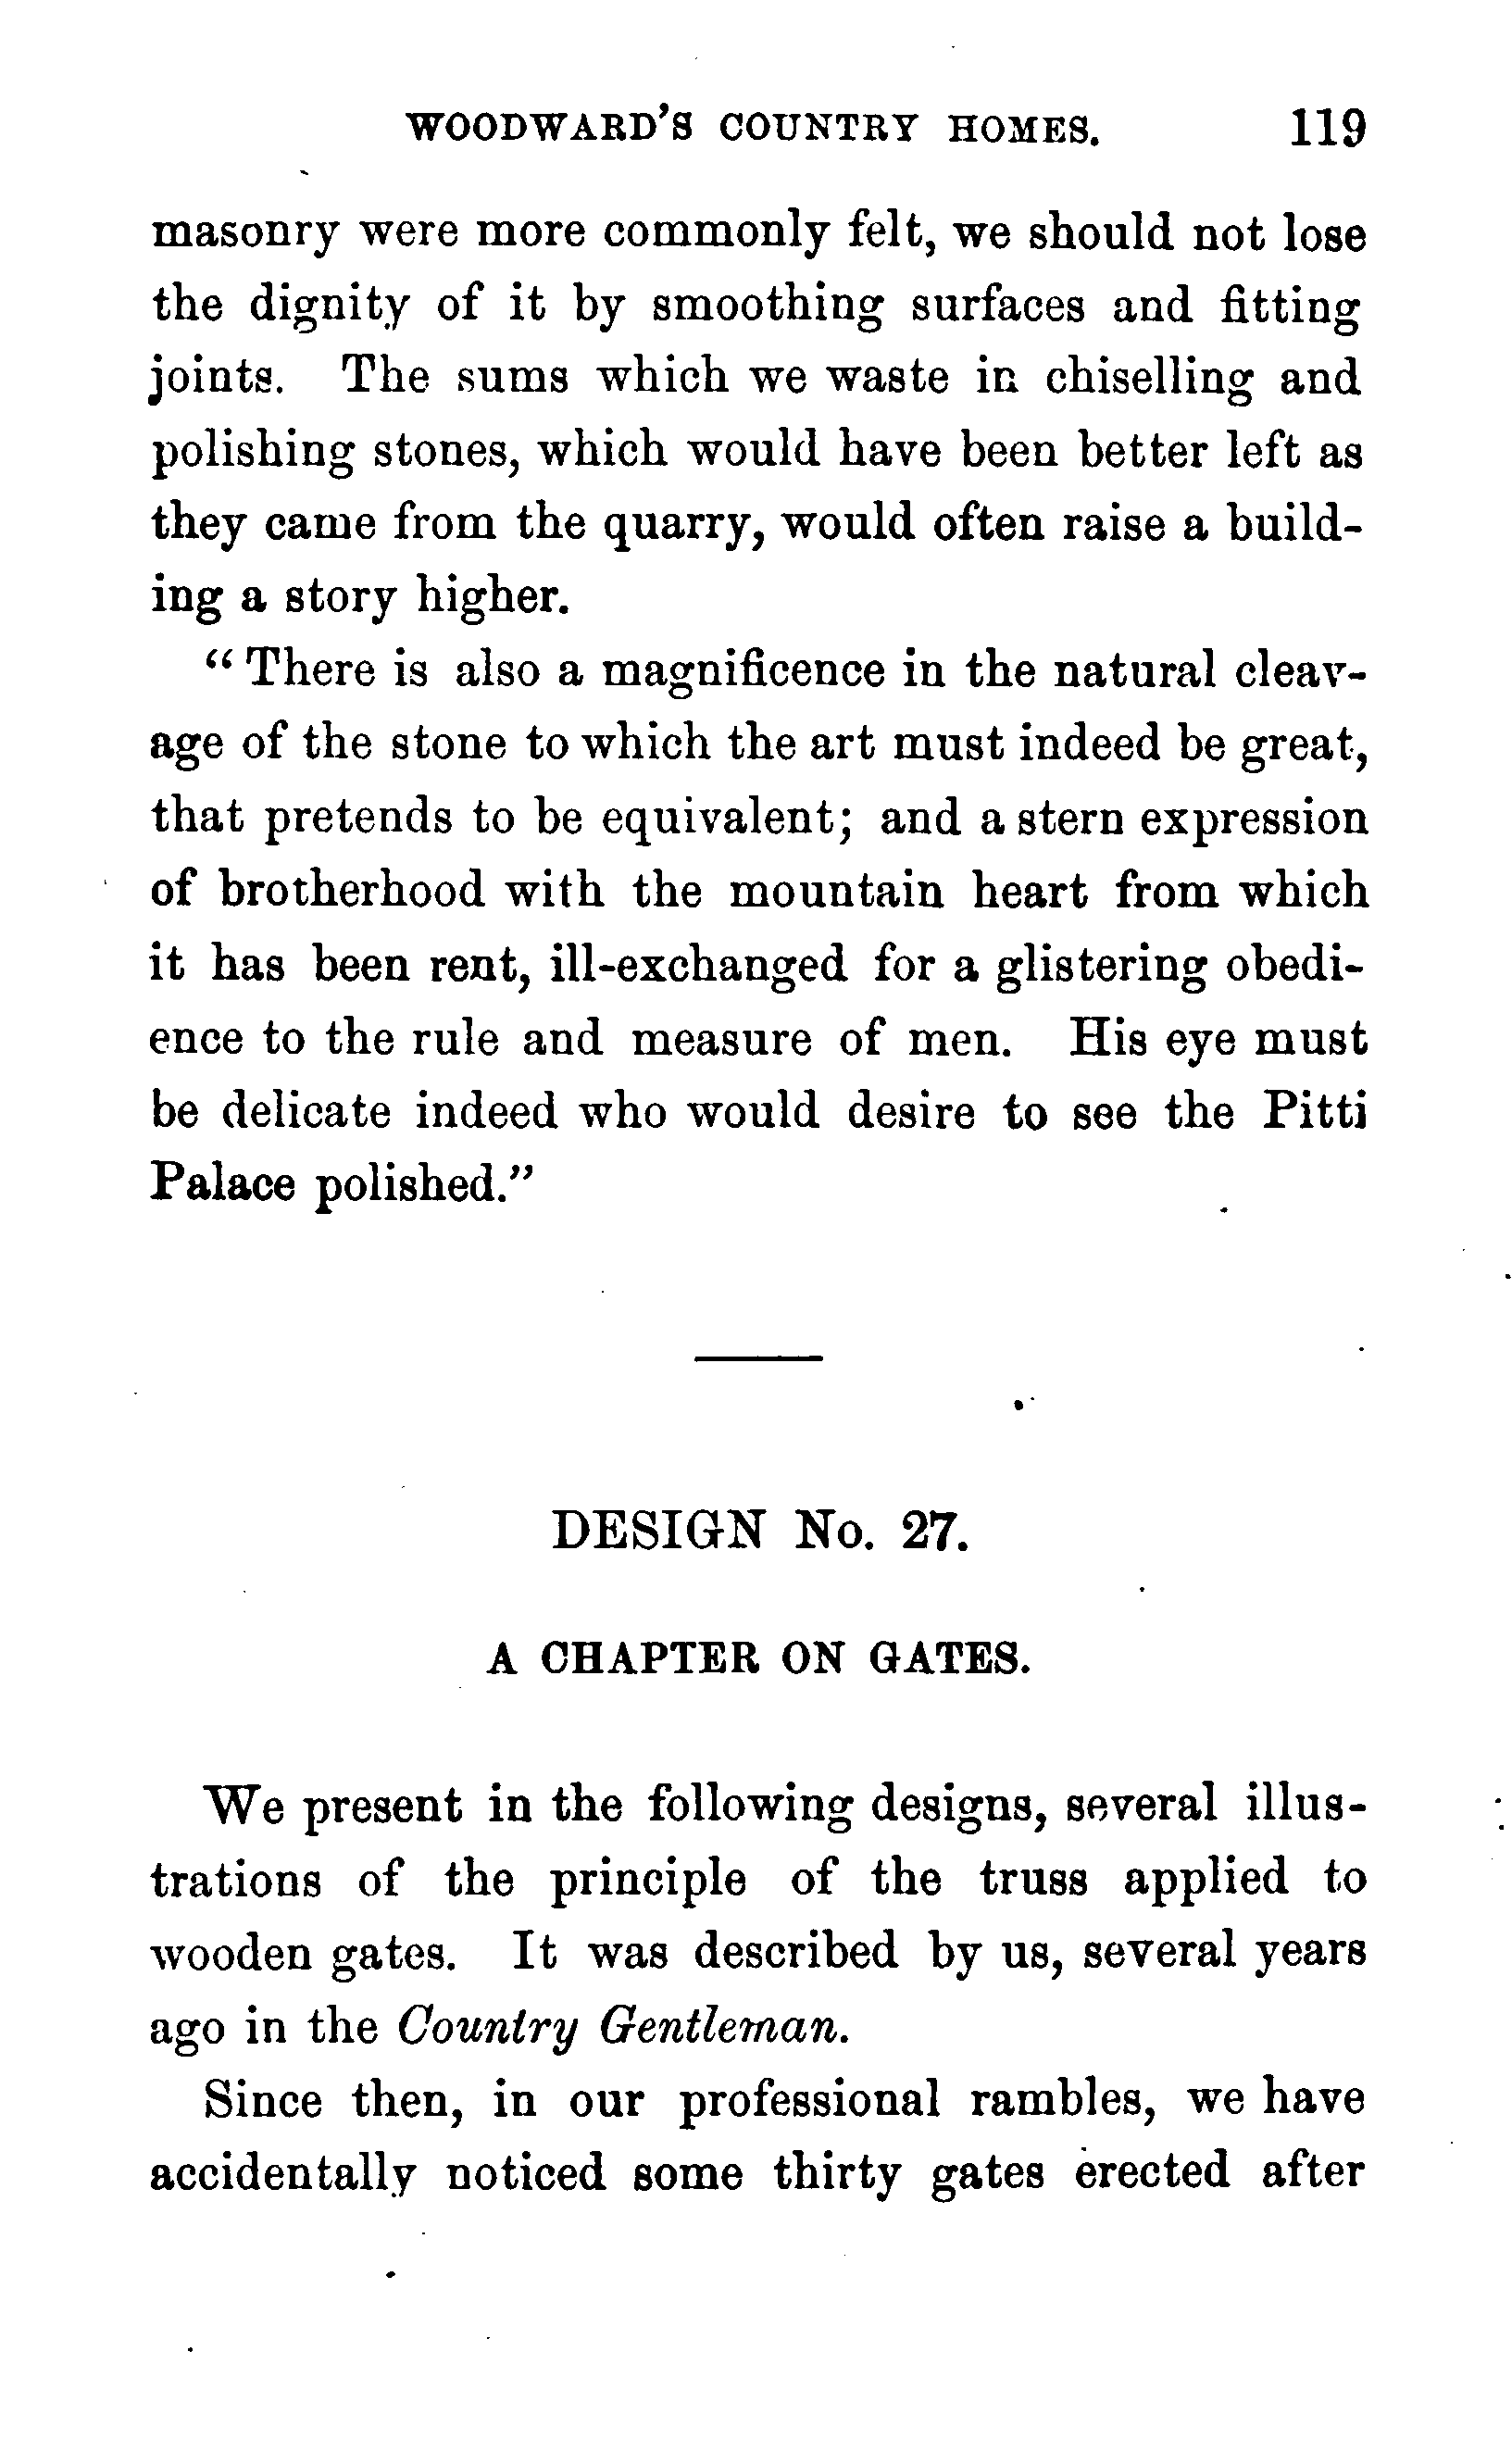 WOODWARD'S COUNTRY HOMES. 119
masonry were more commonly felt, we should not lose
the dignity of it by smoothing surfaces and fitting
joints. The sums which we waste in chiselling and
polishing stones, which would have been better left as
they came from the quarry, would often raise a build-
ing a story higher.
“There is also a magnificence in the natural cleav-
age of the stone to which the art must indeed be great,
that pretends to be equivalent; and a stern expression
of brotherhood with the mountain heart from which
it has been rent, ill-exchanged for a glistering obedi-
ence to the rule and measure of men. His eye must
be delicate indeed who would desire to see the Pitti
Palace polished.”
DESIGN No. 27.
A CHAPTER ON GATES.
We present in the following designs, several illus-
trations of the principle of the truss applied to
wooden gates. It was described by us, several years
ago in the Country Gentleman.
Since then, in our professional rambles, we have
accidentally noticed some thirty gates erected after